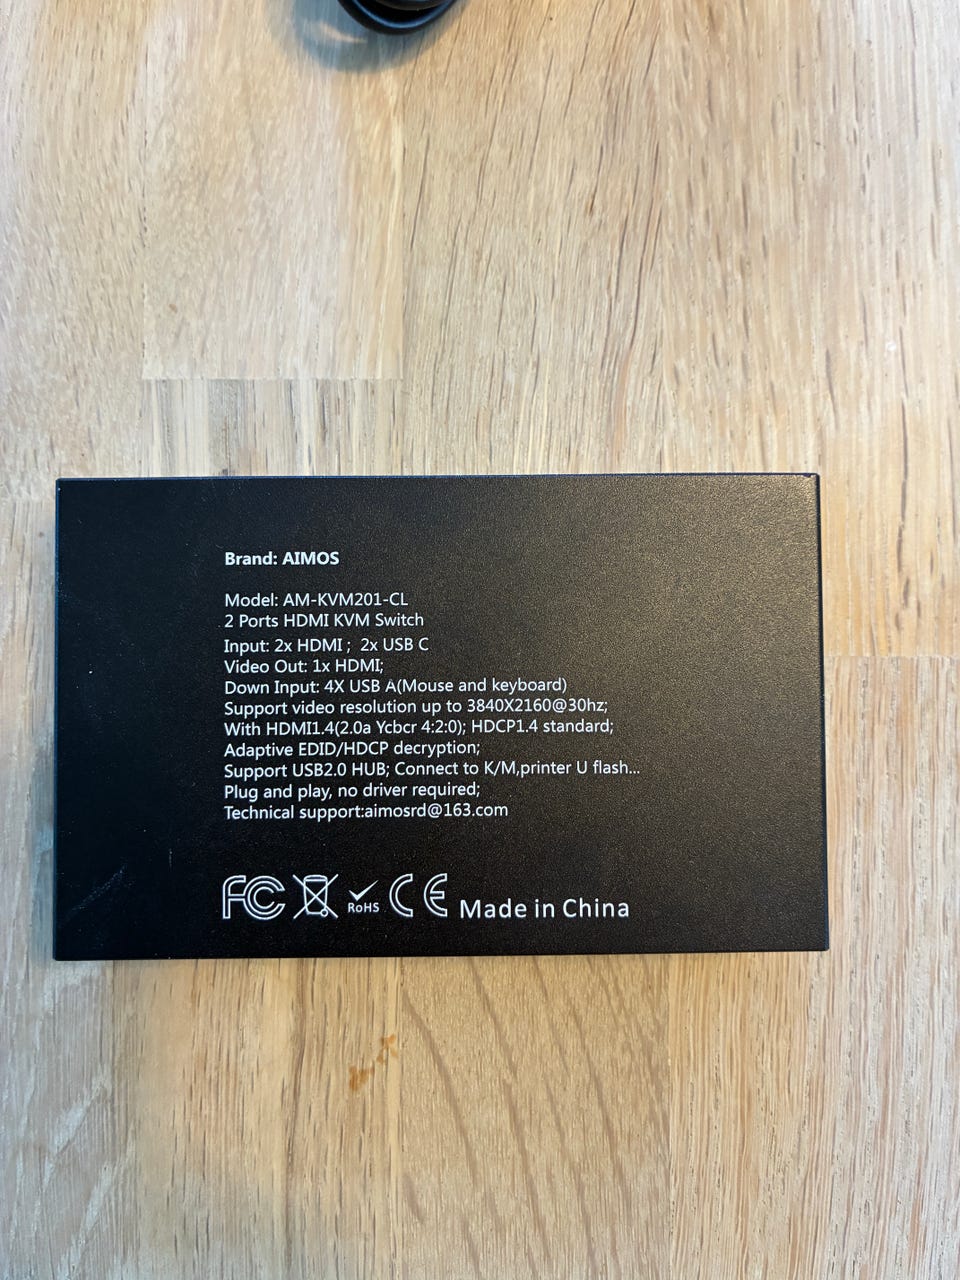 Brand: AIMOS
Model: AM-KVM201-CL
2 Ports HDMI KVM Switch
Input: 2x HDMI ; 2x USB C
Video Out: 1x HDMI;
Down Input: 4X USB A(Mouse and keyboard)
Support video resolution up to 3840X2160@30hz;
With HDMI1.4(2.0a Ycbcr 4:2:0); HDCP1.4 standard;
Adaptive EDID/HDCP decryption;
Support USB2.0 HUB; Connect to K/M,printer U flash...
Plug and play, no driver required;
Technical support:aimosrd@163.com
FC RoHS CE Made in China